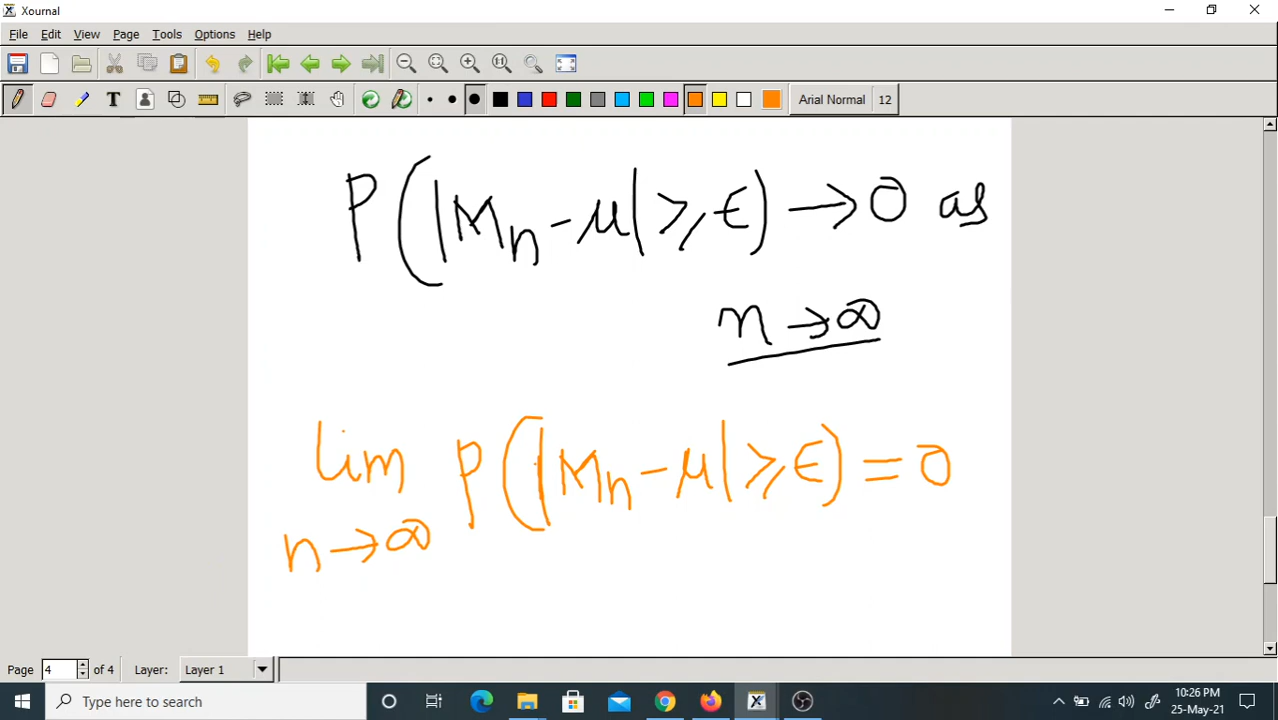 Xournal
File Edit View Page Tools Options Help
Arial Normal 12
P(|Mn-μ| ⩾ ϵ) → 0 as
n → ∞
lim P(|Mn-μ| ⩾ ϵ) = 0
n → ∞
Page 4 of 4 Layer: Layer 1
Type here to search
10:26 PM
25-May-21